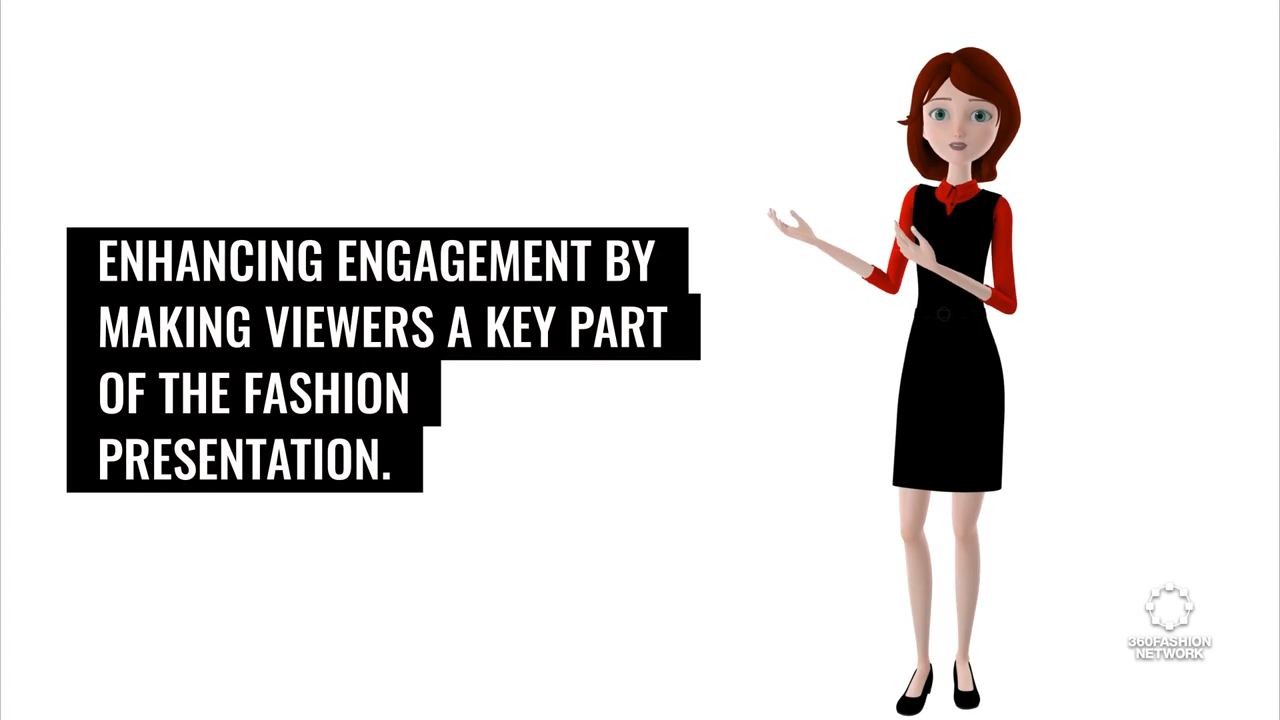 ENHANCING ENGAGEMENT BY
MAKING VIEWERS A KEY PART
OF THE FASHION
PRESENTATION.
360FASHION
NETWORK